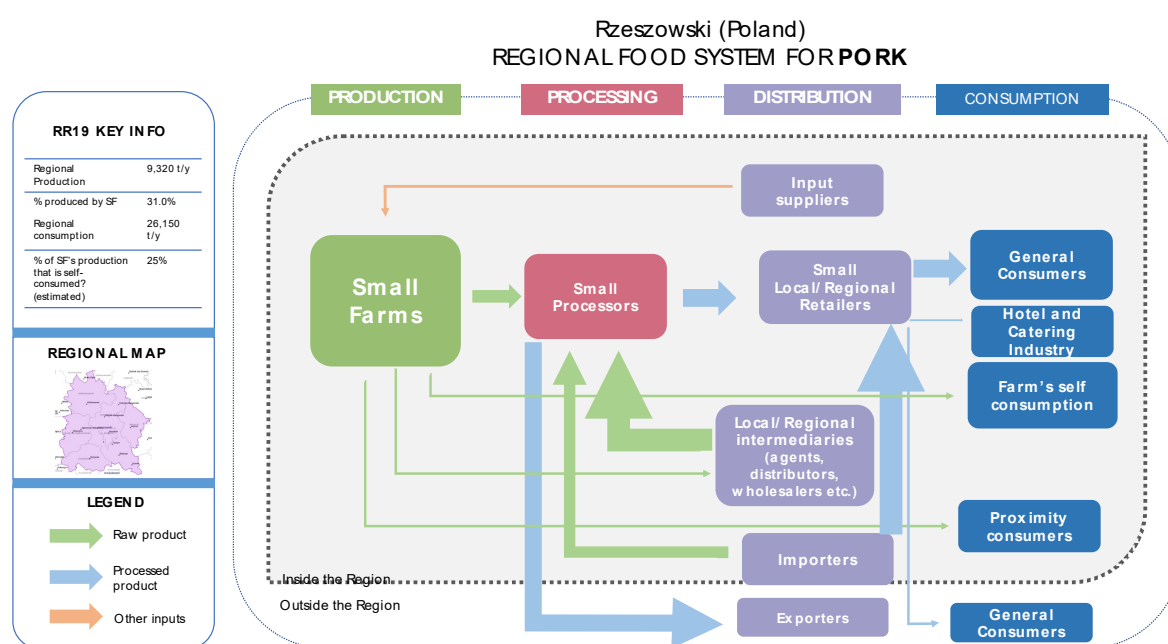 Rzeszowski (Poland)
REGIONAL FOOD SYSTEM FOR PORK
PRODUCTION
PROCESSING
DISTRIBUTION
CONSUMPTION
RR19 KEY INFO
Regional
Production
9,320 t/y
% produced by SF
31.0%
Regional
consumption
26,150
t/y
% of SF's production
that is self-
consumed?
(estimated)
25%
REGIONAL MAP
LEGEND
Raw product
Processed
product
Other inputs
Input
suppliers
Small
Farms
Small
Processors
Small
Local/ Regional
Retailers
General
Consumers
Hotel and
Catering
Industry
Farm's self
consumption
Local/ Regional
intermediaries
(agents,
distributors,
wholesalers etc.)
Proximity
consumers
Importers
Inside the Region
Outside the Region
Exporters
General
Consumers